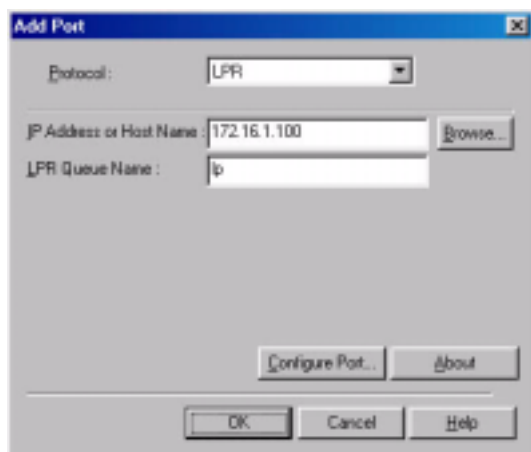 Add Port
Protocol: LPR
IP Address or Host Name : 172.16.1.100 Browse...
LPR Queue Name : lp
Configure Port... About
OK Cancel Help